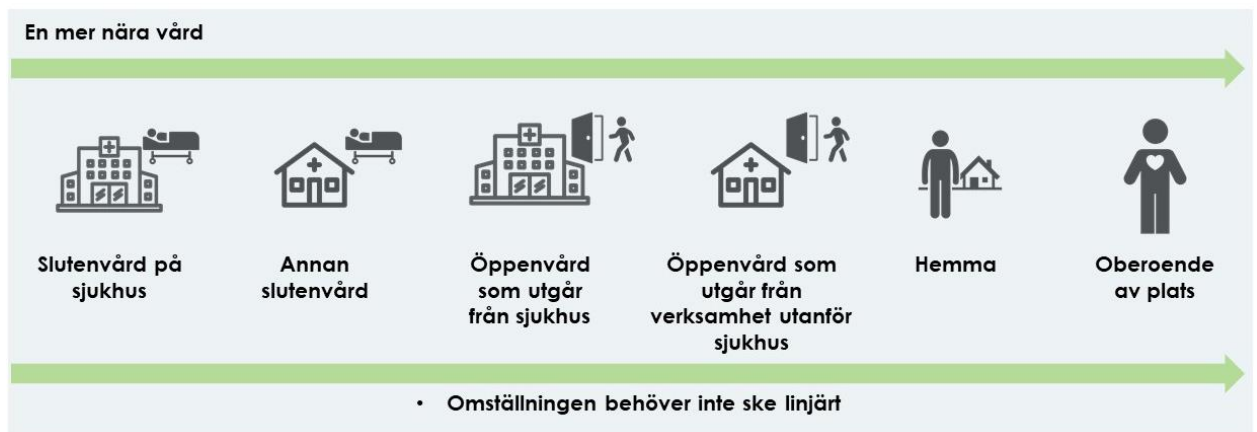 En mer nära vård
Slutenvård på
sjukhus
Annan
slutenvård
Öppenvård
som utgår
från sjukhus
Öppenvård som
utgår från
verksamhet utanför
sjukhus
Hemma
Oberoende
av plats
• Omställningen behöver inte ske linjärt